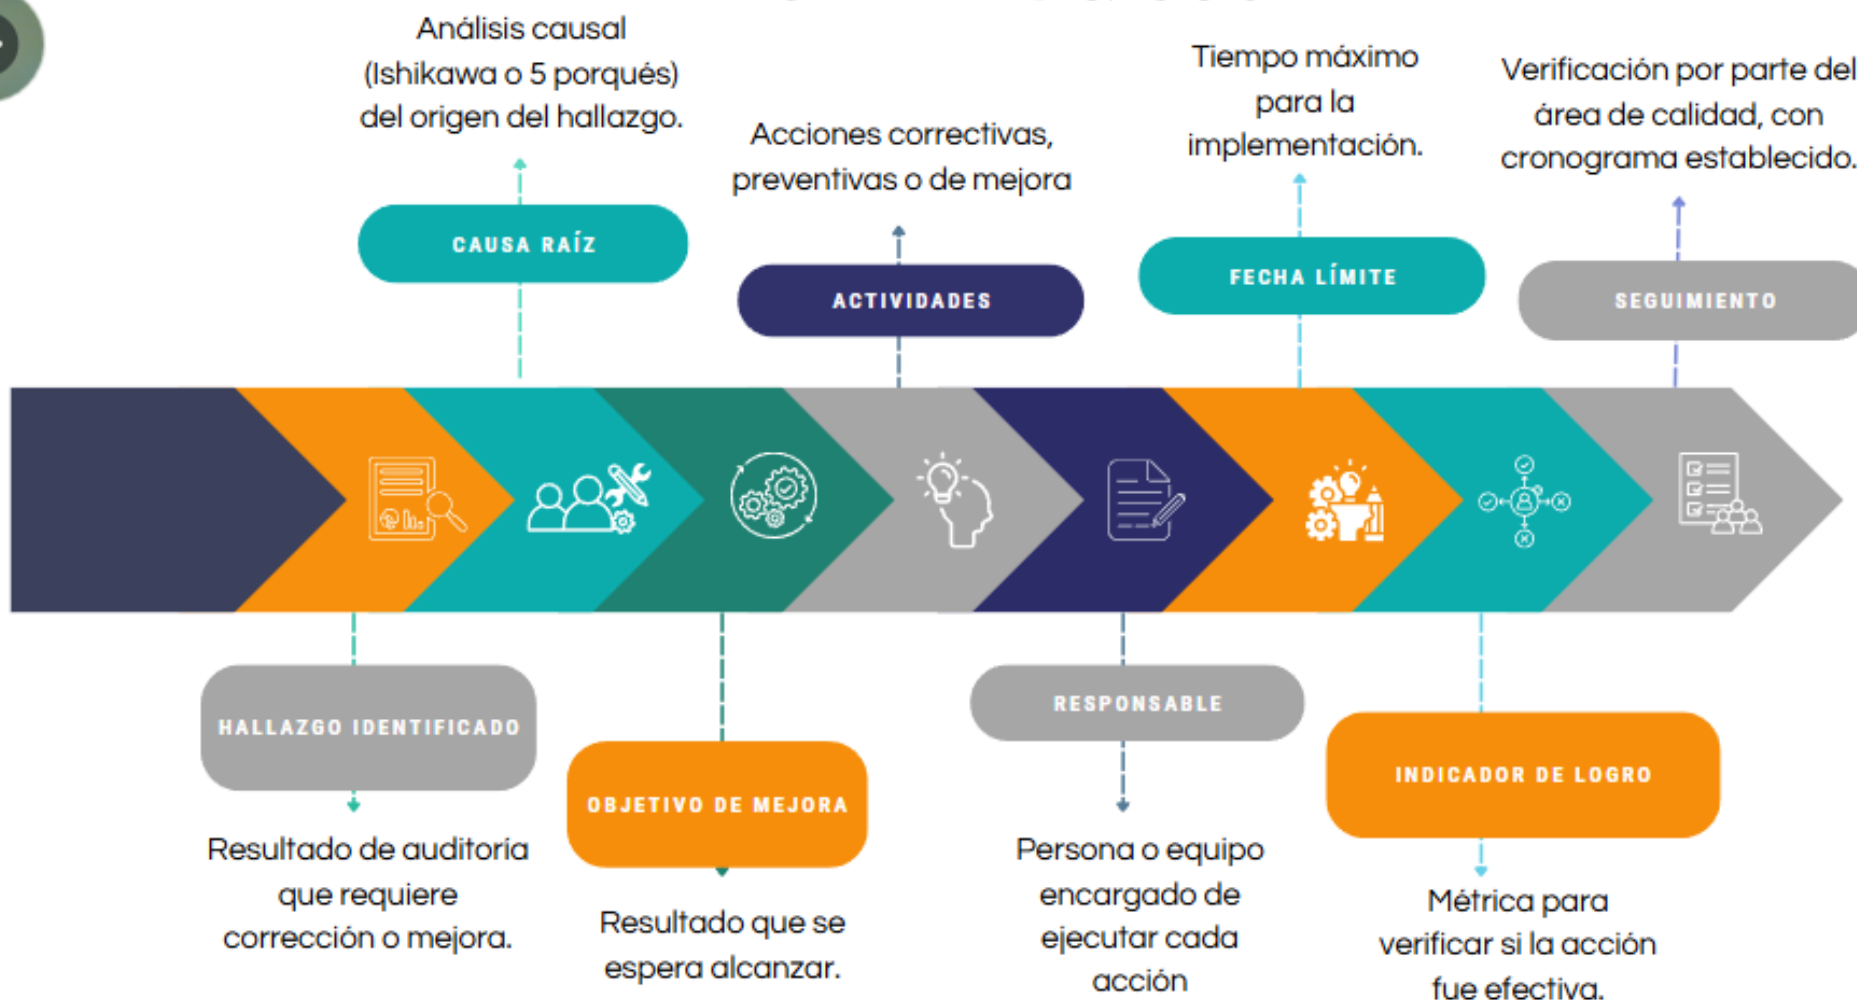 Análisis causal
(Ishikawa o 5 porqués)
del origen del hallazgo.
CAUSA RAÍZ
Acciones correctivas,
preventivas o de mejora
ACTIVIDADES
Tiempo máximo
para la
implementación.
FECHA LÍMITE
Verificación por parte del
área de calidad, con
cronograma establecido.
SEGUIMIENTO
HALLAZGO IDENTIFICADO
Resultado de auditoría
que requiere
corrección o mejora.
OBJETIVO DE MEJORA
Resultado que se
espera alcanzar.
RESPONSABLE
Persona o equipo
encargado de
ejecutar cada
acción
INDICADOR DE LOGRO
Métrica para
verificar si la acción
fue efectiva.